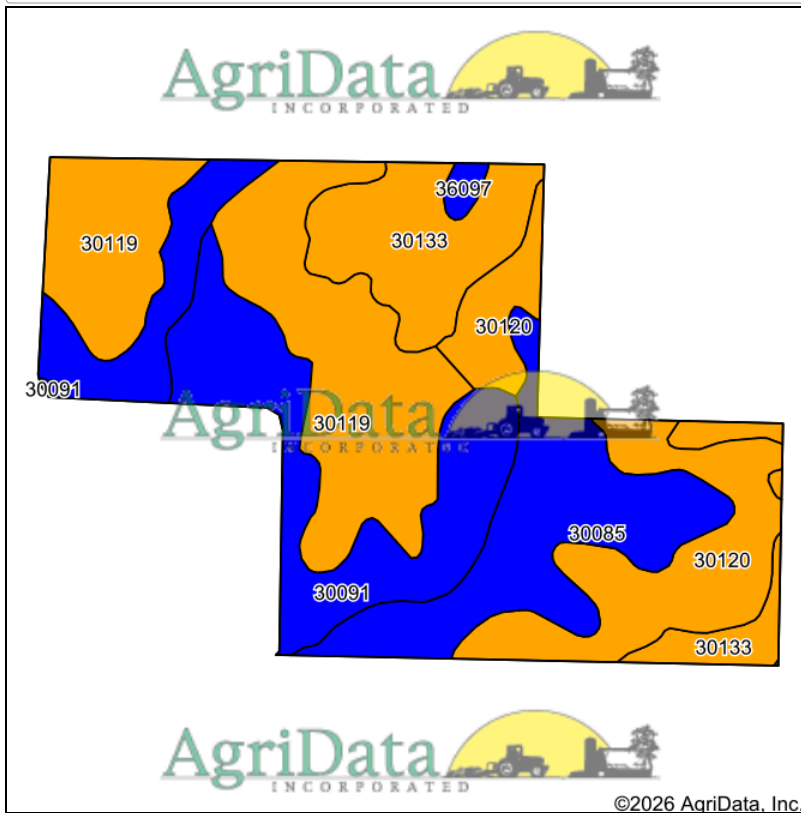 AgriData
INCORPORATED
36097
30119
30133
30120
30091
AgriData
30119
INCORPORATED
30085
30120
30091
30133
AgriData
INCORPORATED
©2026 AgriData, Inc.